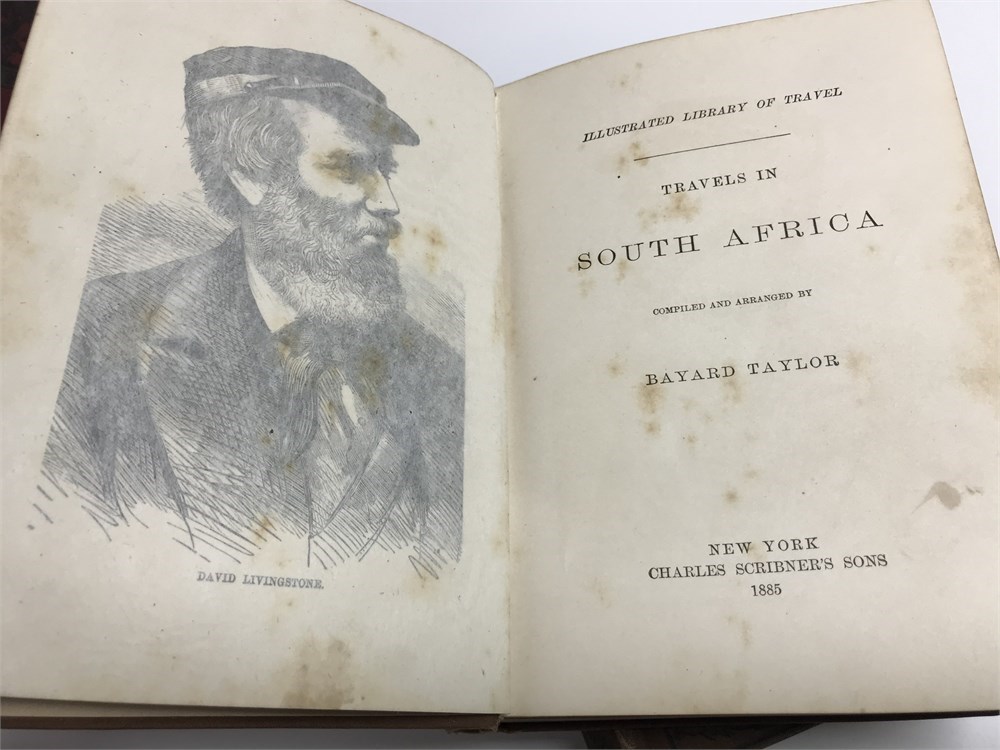 DAVID LIVINGSTONE.
ILLUSTRATED LIBRARY OF TRAVEL
TRAVELS IN
SOUTH AFRICA
COMPILED AND ARRANGED BY
BAYARD TAYLOR
NEW YORK
CHARLES SCRIBNER'S SONS
1885